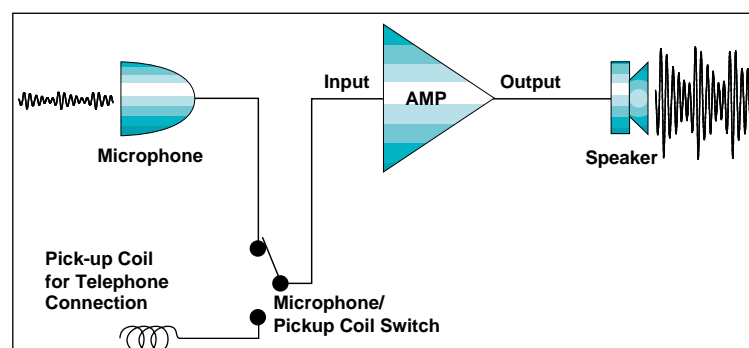 Input
Output
AMP
Microphone
Speaker
Pick-up Coil
for Telephone
Connection
Microphone/
Pickup Coil Switch